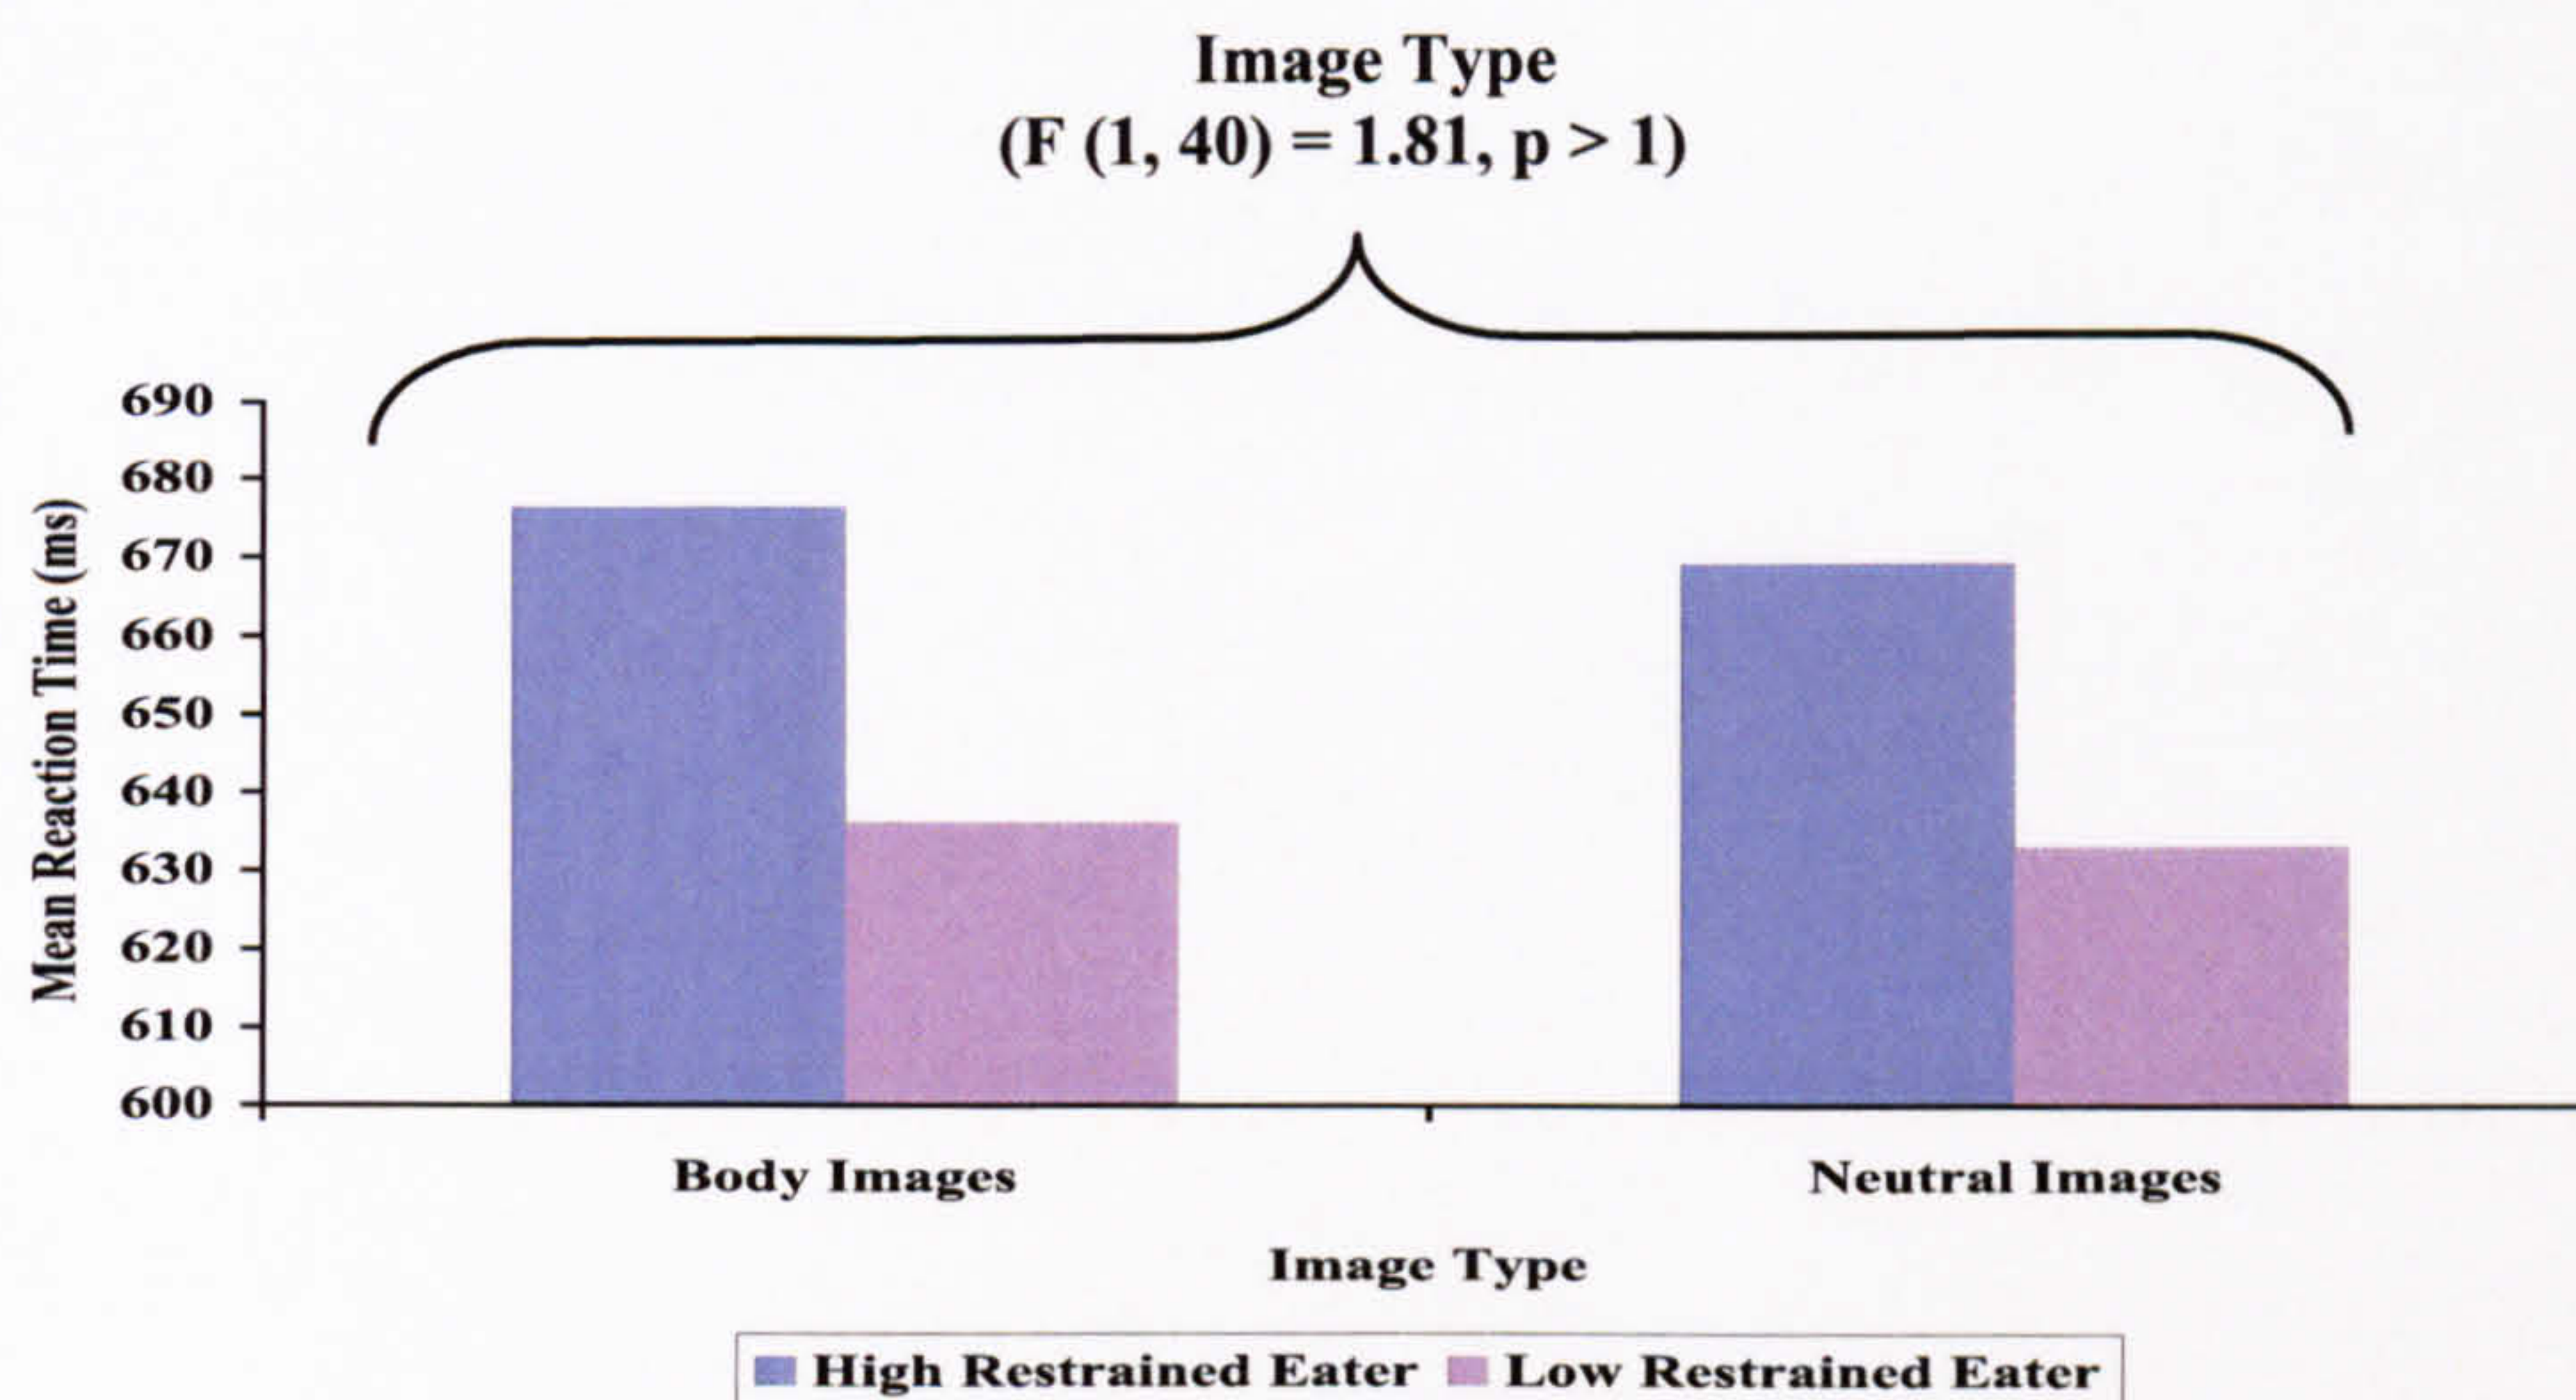 Image Type
(F (1, 40) = 1.81, p > 1)
690
680
670
660
650
640
630
620
610
600
Mean Reaction Time (ms)
Body Images
Neutral Images
Image Type
High Restrained Eater
Low Restrained Eater